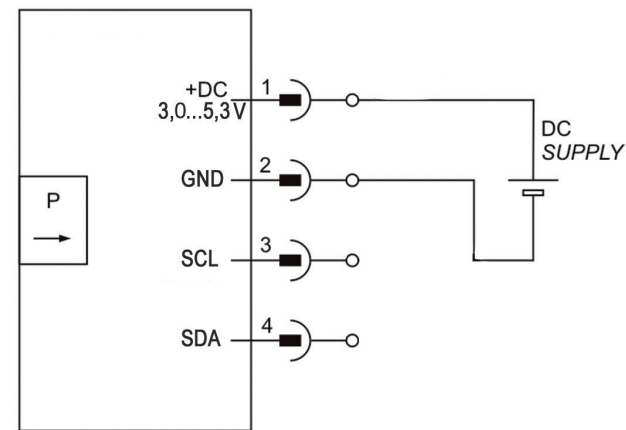 +DC 1
3,0...5,3V
DC
SUPPLY
GND 2
P
SCL 3
SDA 4